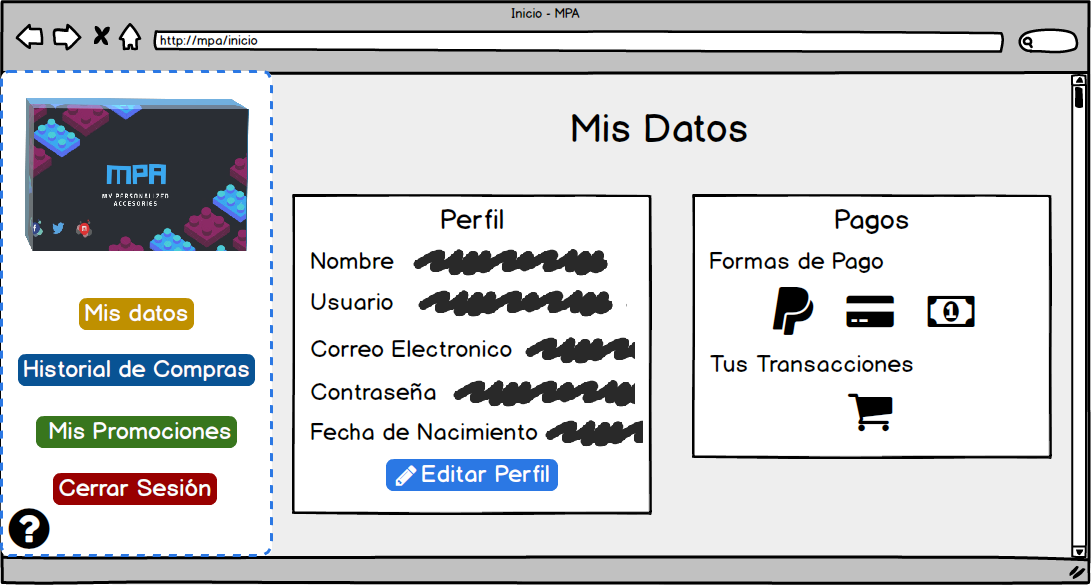 Inicio - MPA
http://mpa/inicio
MPA
MY PERSONALIZED
ACCESORIES
Mis datos
Historial de Compras
Mis Promociones
Cerrar Sesión
?
Mis Datos
Perfil
Nombre
Usuario
Correo Electronico
Contraseña
Fecha de Nacimiento
Editar Perfil
Pagos
Formas de Pago
1
Tus Transacciones